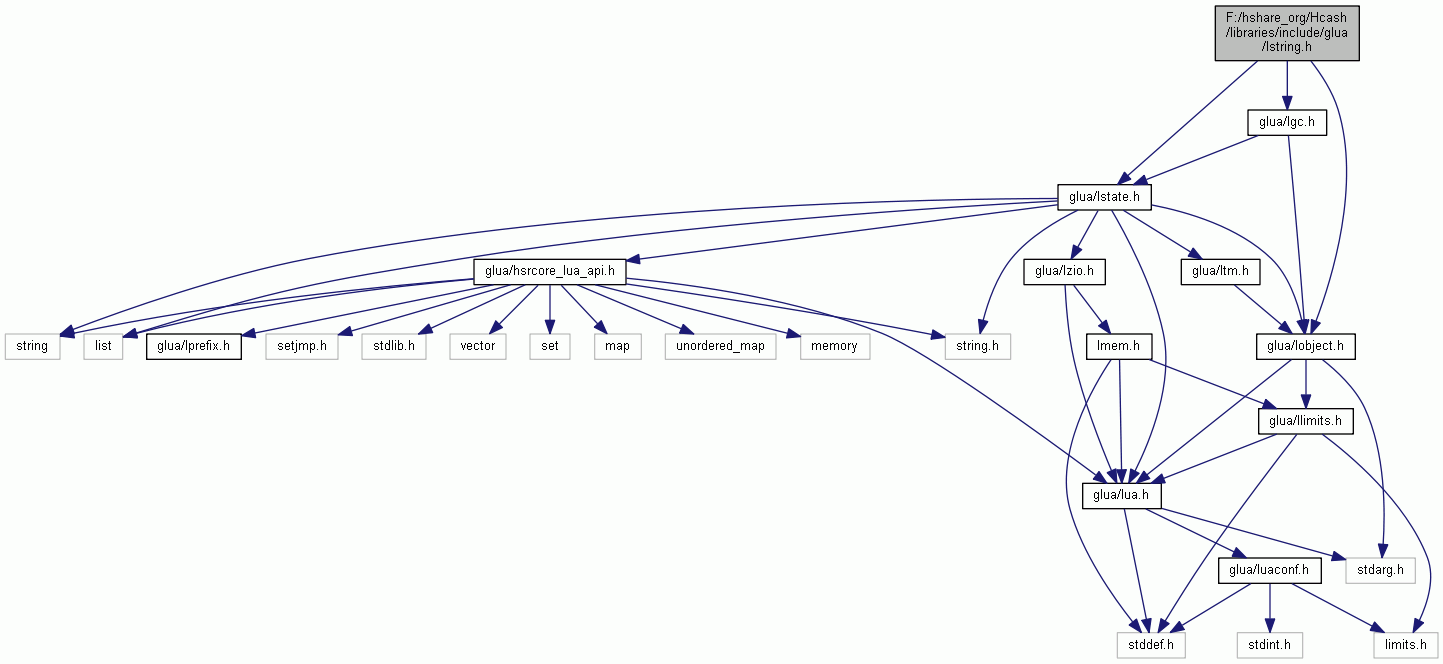 F:/hshare_org/Hcash
/libraries/include/glua
/lstring.h
glua/lgc.h
glua/lstate.h
glua/hsrcore_lua_api.h
glua/lzio.h
glua/ltm.h
string
list
glua/lprefix.h
setjmp.h
stdlib.h
vector
set
map
unordered_map
memory
string.h
lmem.h
glua/lobject.h
glua/llimits.h
glua/lua.h
glua/luaconf.h
stdarg.h
stddef.h
stdint.h
limits.h